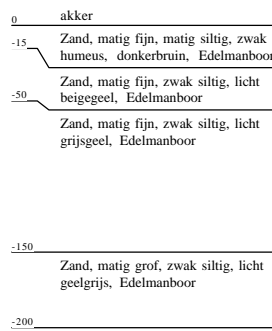 0 akker
-15 Zand, matig fijn, matig siltig, zwak
humeus, donkerbruin, Edelmanboor
Zand, matig fijn, zwak siltig, licht
-50 beigegeel, Edelmanboor
Zand, matig fijn, zwak siltig, licht
grijsgeel, Edelmanboor
-150
Zand, matig grof, zwak siltig, licht
geelgrijs, Edelmanboor
-200